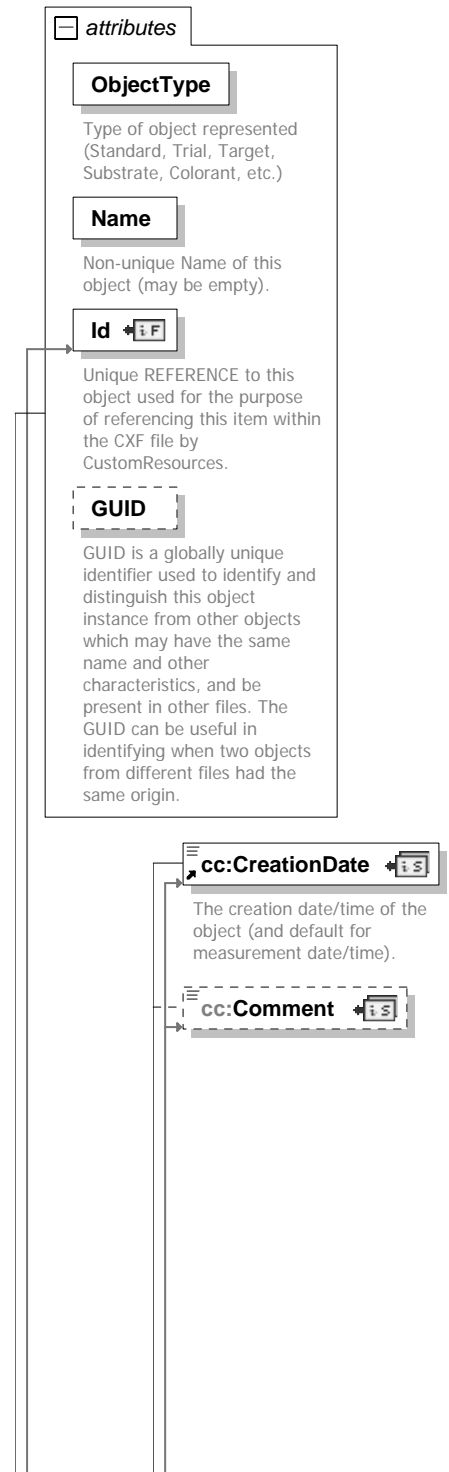 attributes
ObjectType
Type of object represented
(Standard, Trial, Target,
Substrate, Colorant, etc.)
Name
Non-unique Name of this
object (may be empty).
Id iF
Unique REFERENCE to this
object used for the purpose
of referencing this item within
the CXF file by
CustomResources.
GUID
GUID is a globally unique
identifier used to identify and
distinguish this object
instance from other objects
which may have the same
name and other
characteristics, and be
present in other files. The
GUID can be useful in
identifying when two objects
from different files had the
same origin.
cc:CreationDate iS
The creation date/time of the
object (and default for
measurement date/time).
cc:Comment iS